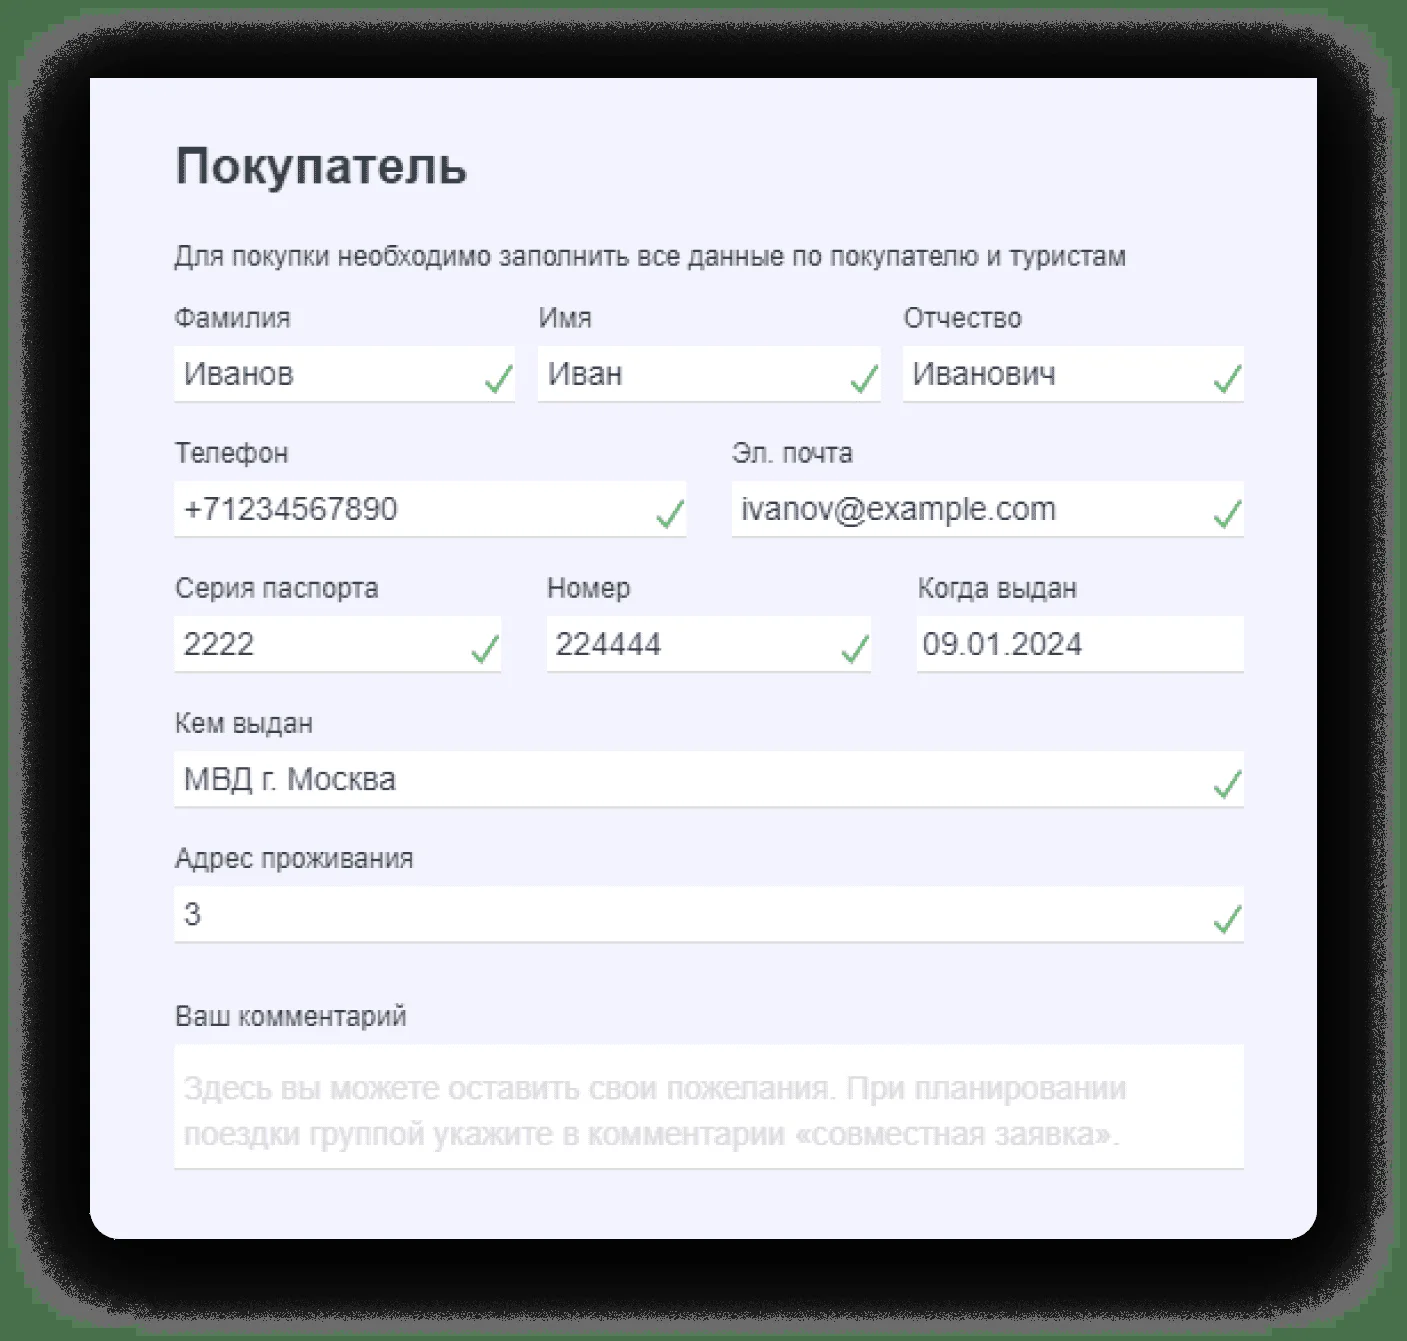 Покупатель
Для покупки необходимо заполнить все данные по покупателю и туристам
Фамилия Имя Отчество
Иванов Иван Иванович
Телефон Эл. почта
+71234567890 ivanov@example.com
Серия паспорта Номер Когда выдан
2222 224444 09.01.2024
Кем выдан
МВД г. Москва
Адрес проживания
3
Ваш комментарий
Здесь вы можете оставить свои пожелания. При планировании
поездки группой укажите в комментарии «совместная заявка».